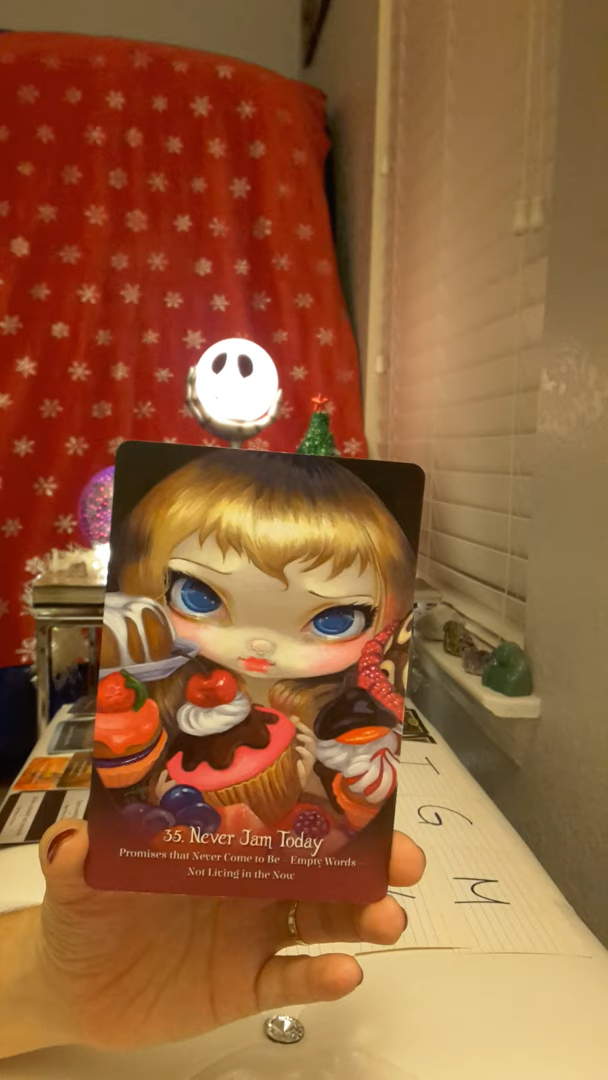 35. Never Jam Today
Promises that Never Come to Be – Empty Words –
Not Living in the Now
I
G
M